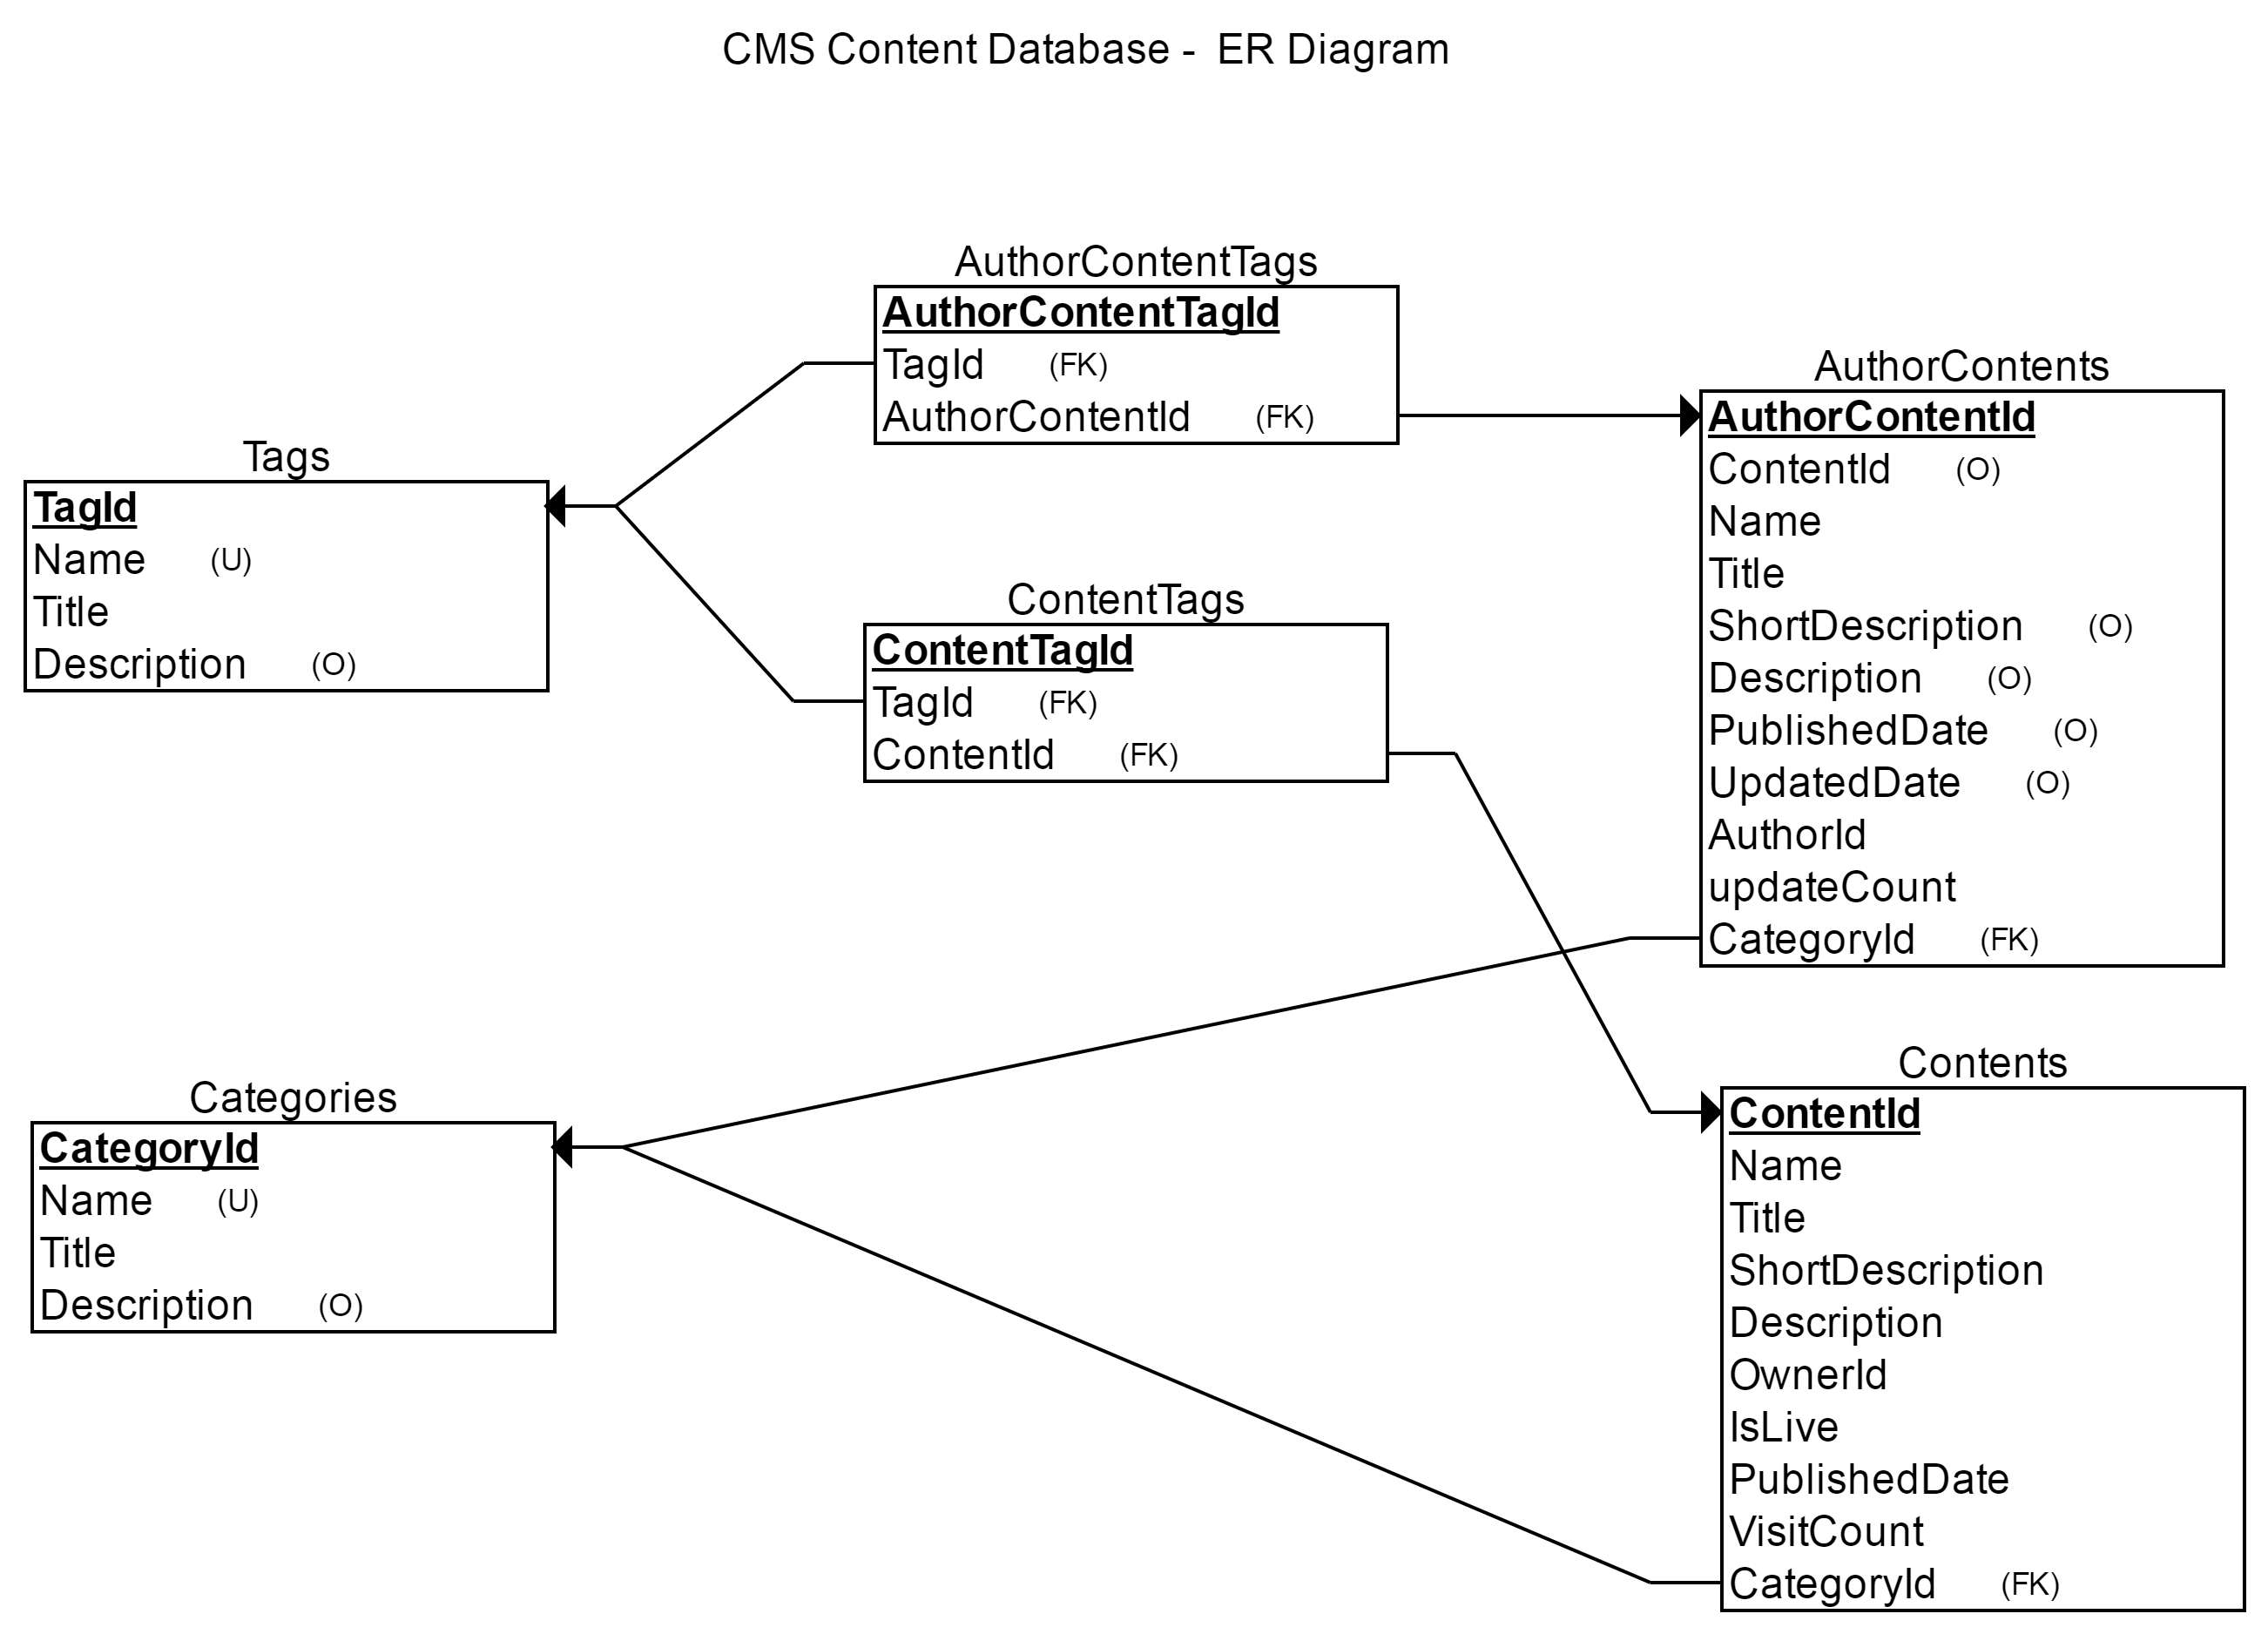 CMS Content Database -  ER Diagram
AuthorContentTags
AuthorContentTagId
TagId (FK)
AuthorContentId (FK)
AuthorContents
AuthorContentId
ContentId (O)
Name
Title
ShortDescription (O)
Description (O)
PublishedDate (O)
UpdatedDate (O)
AuthorId
updateCount
CategoryId (FK)
Tags
TagId
Name (U)
Title
Description (O)
ContentTags
ContentTagId
TagId (FK)
ContentId (FK)
Categories
CategoryId
Name (U)
Title
Description (O)
Contents
ContentId
Name
Title
ShortDescription
Description
OwnerId
IsLive
PublishedDate
VisitCount
CategoryId (FK)